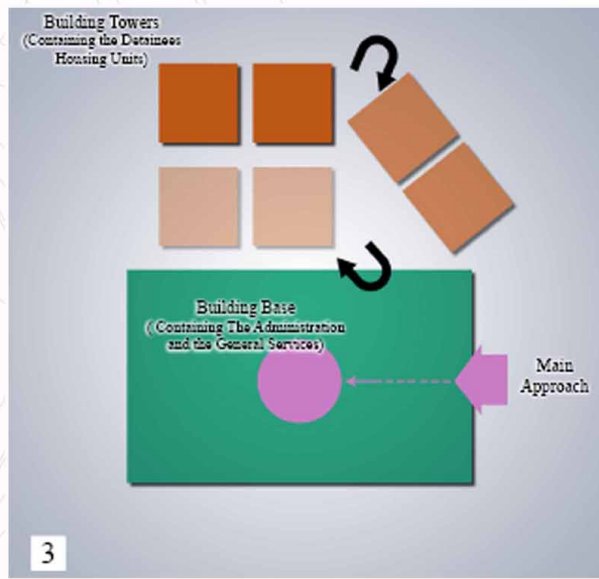 Building Towers
(Containing the Detainees
Housing Units)
Building Base
( Containing The Administration
and the General Services)
Main
Approach
3